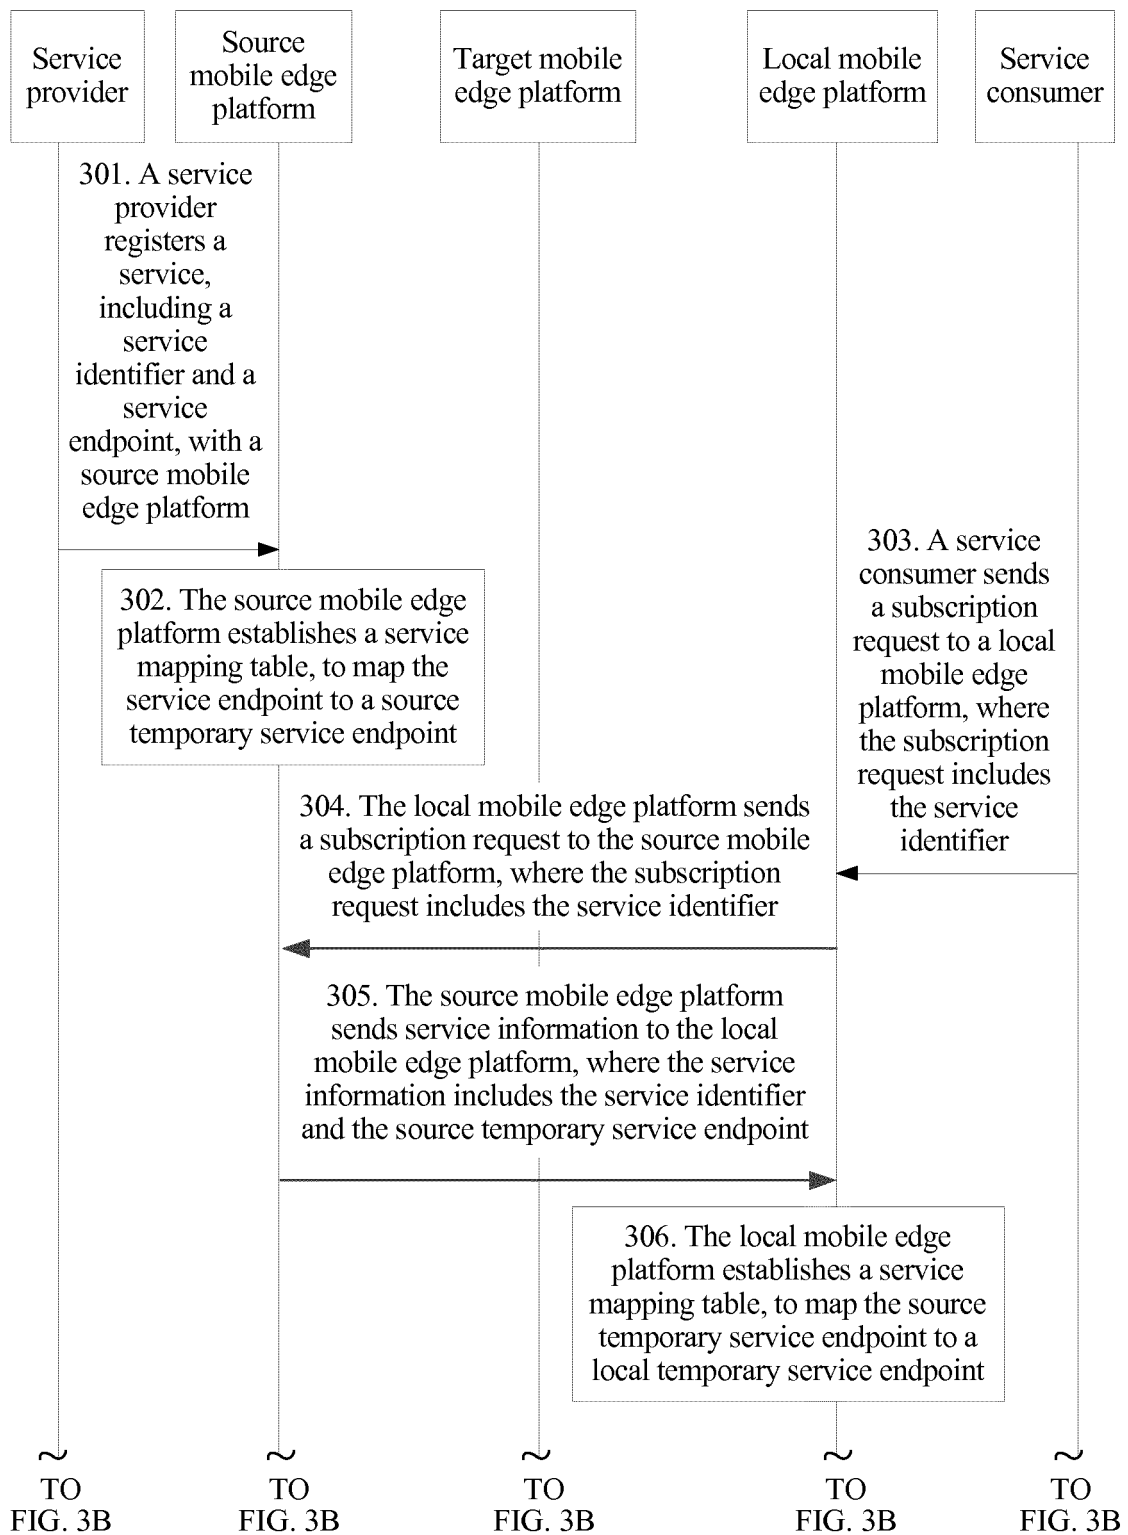 Service
provider
Source
mobile edge
platform
Target mobile
edge platform
Local mobile
edge platform
Service
consumer
301. A service
provider
registers a
service,
including a
service
identifier and a
service
endpoint, with a
source mobile
edge platform
302. The source mobile edge
platform establishes a service
mapping table, to map the
service endpoint to a source
temporary service endpoint
303. A service
consumer sends
a subscription
request to a local
mobile edge
platform, where
the subscription
request includes
the service
identifier
304. The local mobile edge platform sends
a subscription request to the source mobile
edge platform, where the subscription
request includes the service identifier
305. The source mobile edge platform
sends service information to the local
mobile edge platform, where the service
information includes the service identifier
and the source temporary service endpoint
306. The local mobile edge
platform establishes a service
mapping table, to map the source
temporary service endpoint to a
local temporary service endpoint
TO
FIG. 3B
TO
FIG. 3B
TO
FIG. 3B
TO
FIG. 3B
TO
FIG. 3B